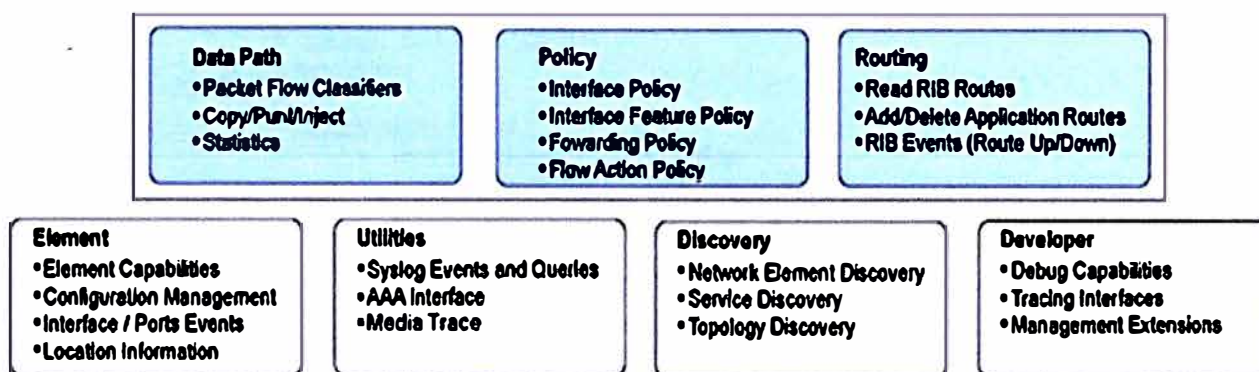 Data Path
•Packet Flow Classifiers
•Copy/Punt/Inject
•Statistics
Policy
•Interface Policy
•Interface Feature Policy
•Fowarding Policy
•Flow Action Policy
Routing
•Read RIB Routes
•Add/Delete Application Routes
•RIB Events (Route Up/Down)
Element
•Element Capabilities
•Configuration Management
•Interface / Ports Events
•Location Information
Utilities
•Syslog Events and Queries
•AAA Interface
•Media Trace
Discovery
•Network Element Discovery
•Service Discovery
•Topology Discovery
Developer
•Debug Capabilities
•Tracing Interfaces
•Management Extensions